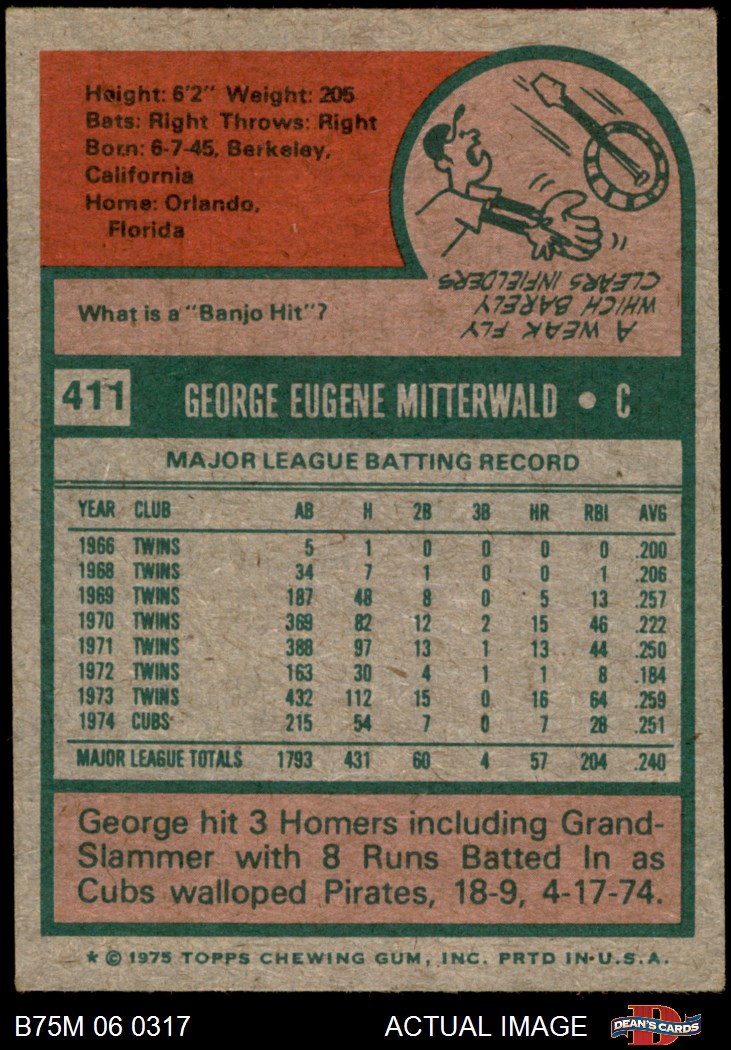 Height: 6'2" Weight: 205
Bats: Right Throws: Right
Born: 6-7-45, Berkeley,
California
Home: Orlando,
Florida
What is a "Banjo Hit"?
A WEAK FLY
WHICH BARELY
CLEARS INFIELDERS
411 GEORGE EUGENE MITTERWALD • C
MAJOR LEAGUE BATTING RECORD
YEAR CLUB AB H 2B 3B HR RBI AVG
1966 TWINS 5 1 0 0 0 0 .200
1968 TWINS 34 7 1 0 0 1 .206
1969 TWINS 187 48 8 0 5 13 .257
1970 TWINS 369 82 12 2 15 46 .222
1971 TWINS 388 97 13 1 13 44 .250
1972 TWINS 163 30 4 1 1 8 .184
1973 TWINS 432 112 15 0 16 64 .259
1974 CUBS 215 54 7 0 7 28 .251
MAJOR LEAGUE TOTALS 1793 431 60 4 57 204 .240
George hit 3 Homers including Grand-
Slammer with 8 Runs Batted In as
Cubs walloped Pirates, 18-9, 4-17-74.
* © 1975 TOPPS CHEWING GUM, INC. PRTD IN U.S.A.
B75M 06 0317 ACTUAL IMAGE D DEAN'S CARDS